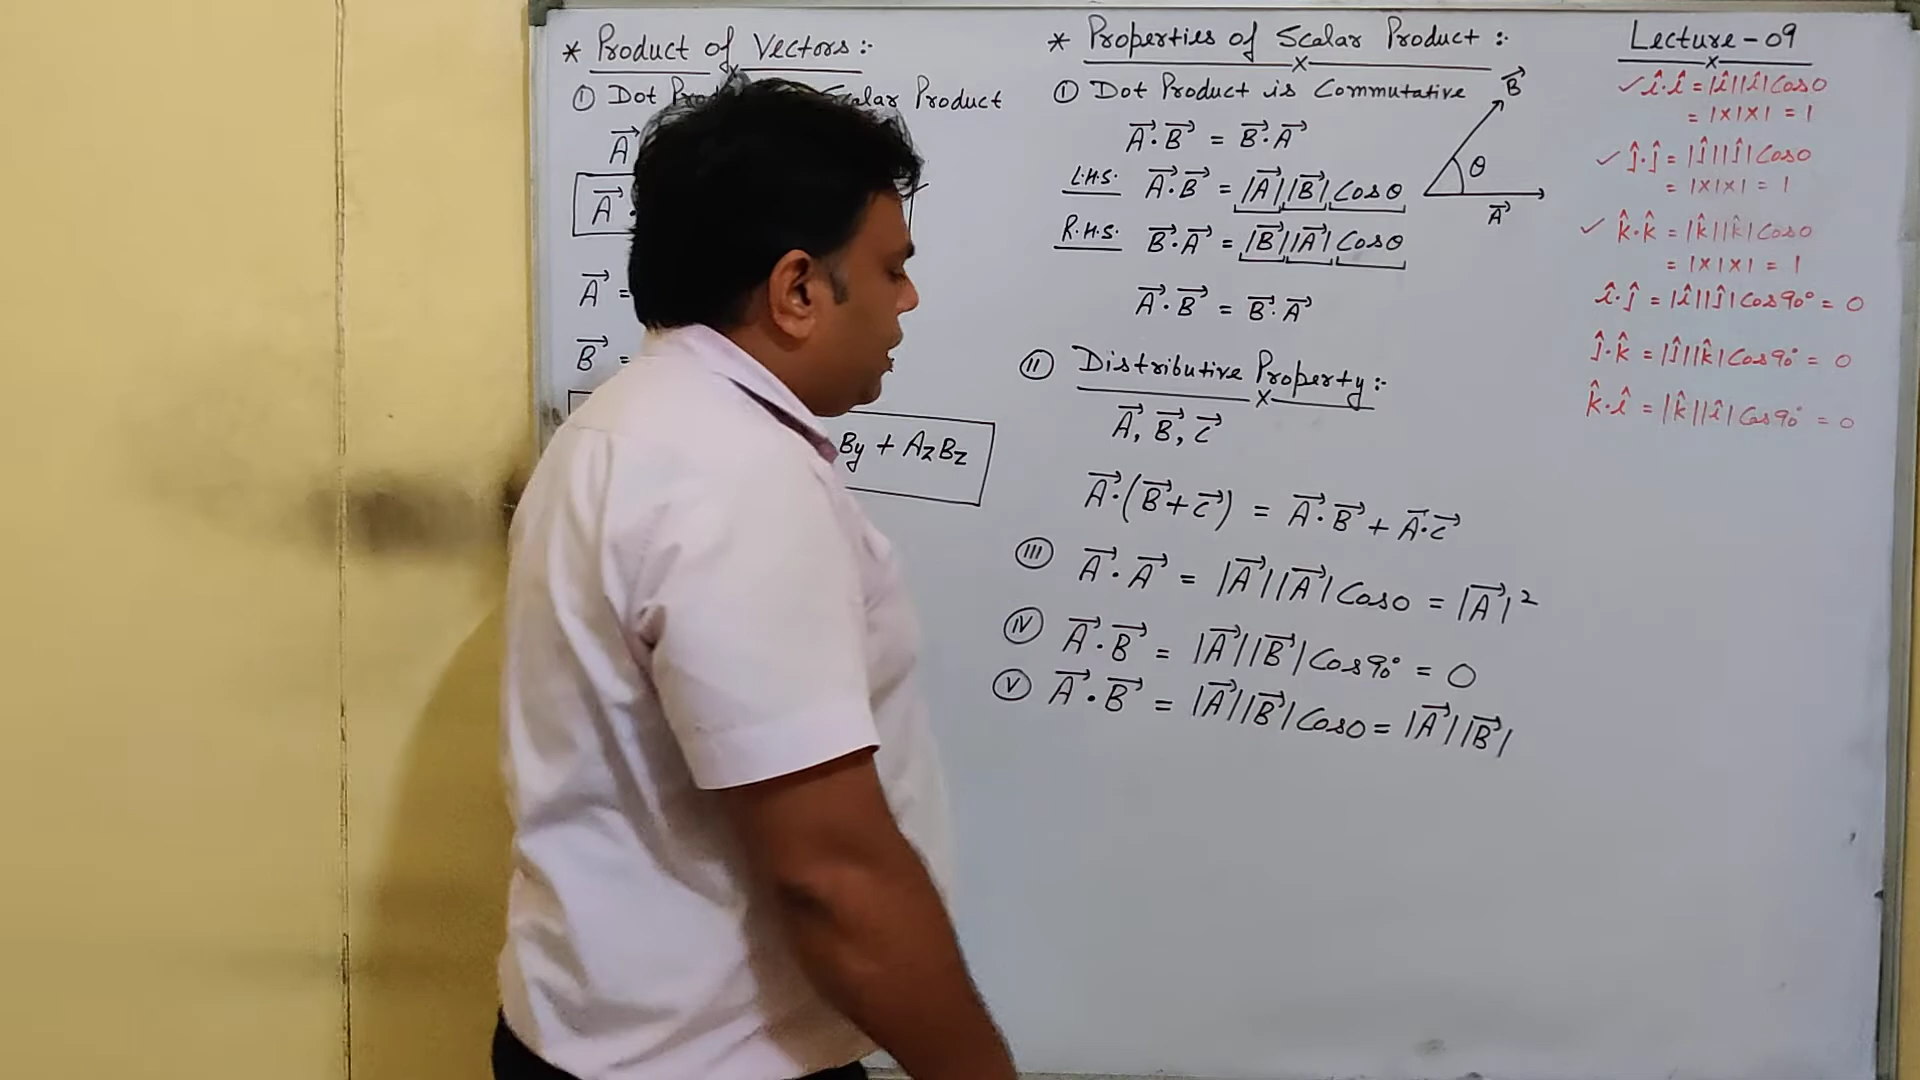 * Product of Vectors :-
① Dot Scalar Product
A⃗
A⃗ .
A⃗ =
B⃗ =
By + AzBz
* Properties of Scalar Product :-
① Dot Product is Commutative
A⃗.B⃗ = B⃗.A⃗
L.H.S. A⃗.B⃗ = |A⃗||B⃗|Cosθ
R.H.S. B⃗.A⃗ = |B⃗||A⃗|Cosθ
A⃗.B⃗ = B⃗.A⃗
B⃗
θ
A⃗
Ⅱ Distributive Property :-
A⃗, B⃗, C⃗
A⃗.(B⃗+C⃗) = A⃗.B⃗ + A⃗.C⃗
Ⅲ A⃗.A⃗ = |A⃗||A⃗|Cos0 = |A⃗|²
Ⅳ A⃗.B⃗ = |A⃗||B⃗|Cos90° = 0
Ⅴ A⃗.B⃗ = |A⃗||B⃗|Cos0 = |A⃗||B⃗|
Lecture-09
✓ î.î = |î||î|Cos0
= 1×1×1 = 1
✓ ĵ.ĵ = |ĵ||ĵ|Cos0
= 1×1×1 = 1
✓ k̂.k̂ = |k̂||k̂|Cos0
= 1×1×1 = 1
î.ĵ = |î||ĵ|Cos90° = 0
ĵ.k̂ = |ĵ||k̂|Cos90° = 0
k̂.î = |k̂||î|Cos90° = 0